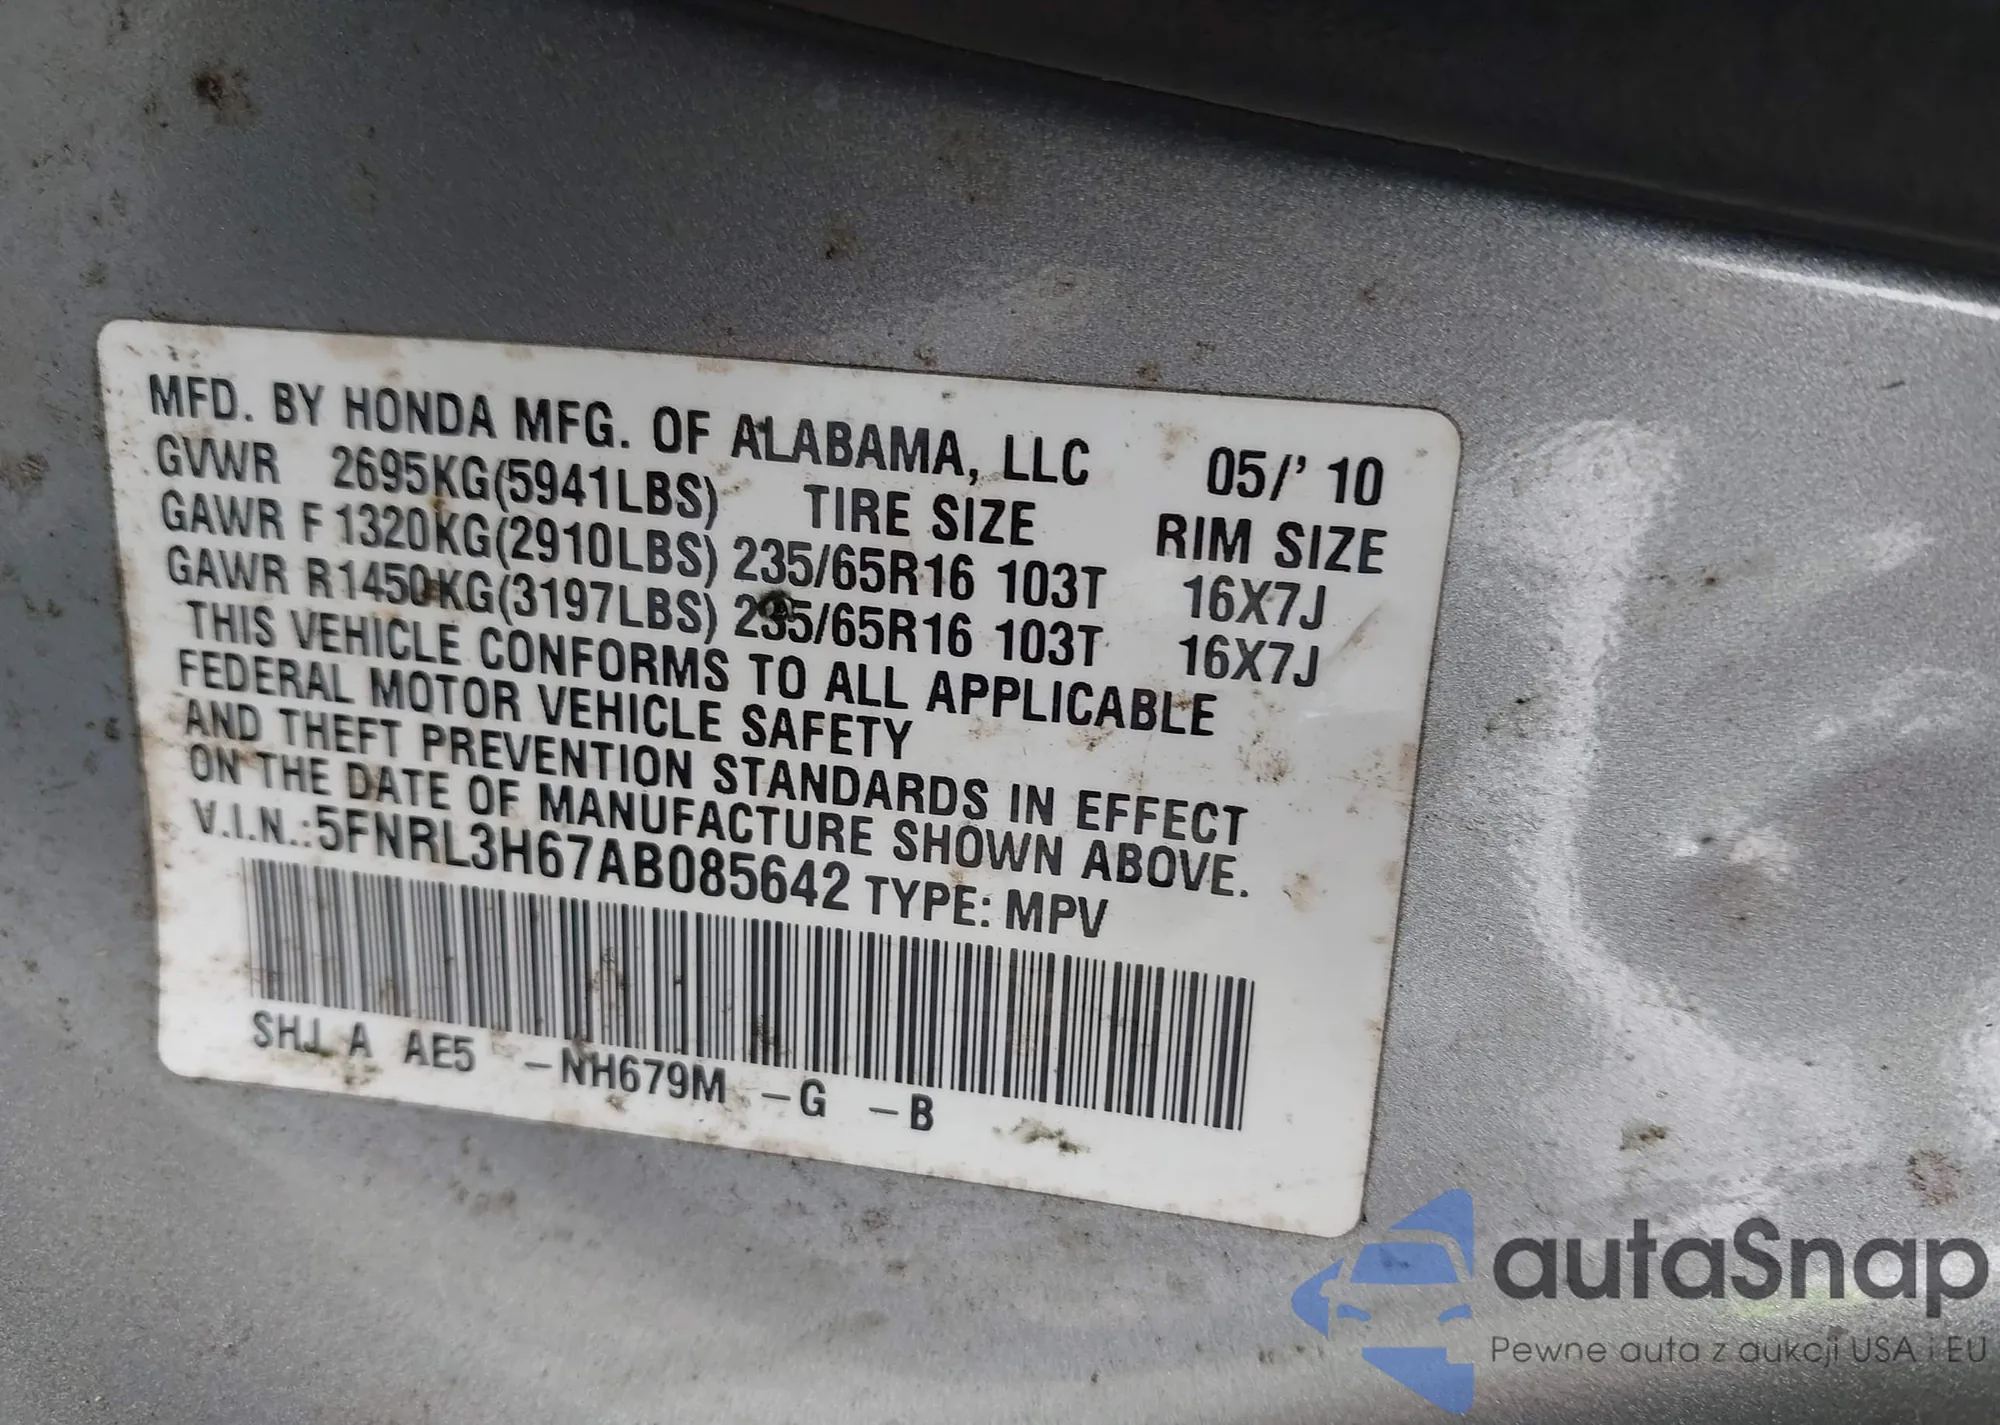 MFD. BY HONDA MFG. OF ALABAMA, LLC 05/' 10
GVWR 2695KG(5941LBS) TIRE SIZE RIM SIZE
GAWR F 1320KG(2910LBS) 235/65R16 103T 16X7J
GAWR R1450KG(3197LBS) 235/65R16 103T 16X7J
THIS VEHICLE CONFORMS TO ALL APPLICABLE
FEDERAL MOTOR VEHICLE SAFETY
AND THEFT PREVENTION STANDARDS IN EFFECT
ON THE DATE OF MANUFACTURE SHOWN ABOVE.
V.I.N.:5FNRL3H67AB085642 TYPE: MPV
SHJ A AE5 –NH679M –G –B
autaSnap
Pewne auta z aukcji USA i EU